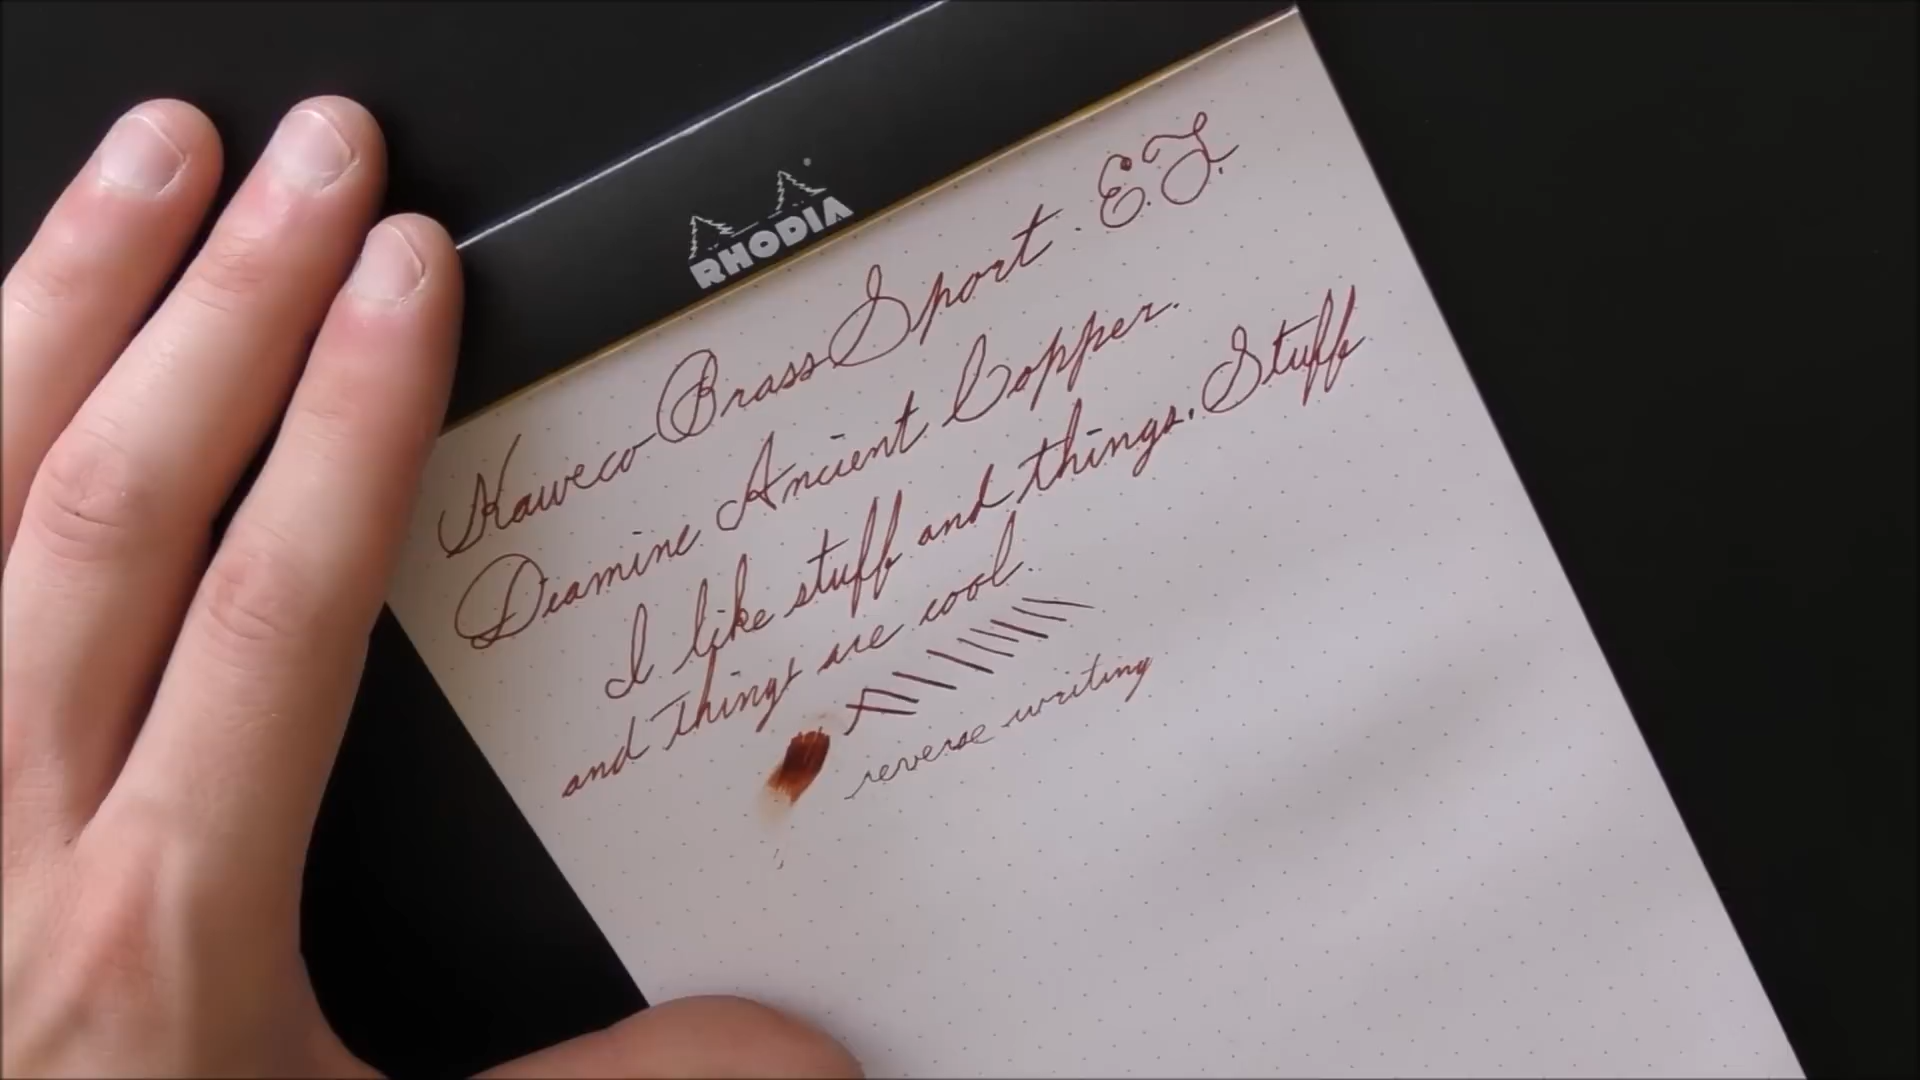 RHODIA
Kaweco Brass Sport. E.F.
Diamine Ancient Copper.
I like stuff and things. Stuff
and things are cool.
reverse writing